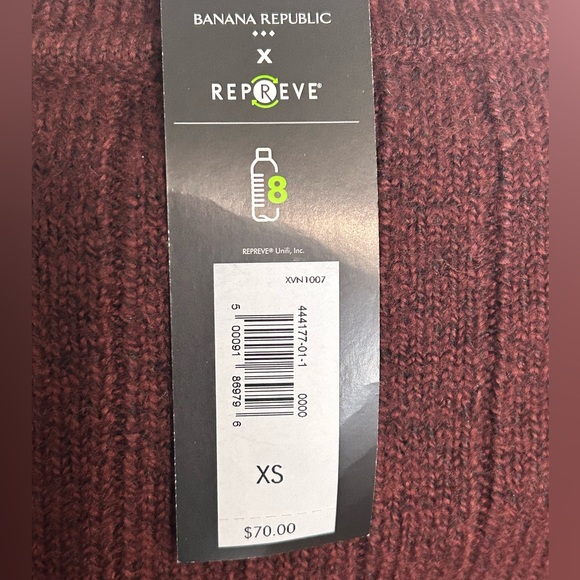 BANANA REPUBLIC
X
REPREVE®
8
REPREVE® Unifi, Inc.
XVN1007
444177-01-1 0000
5 00091 86979 6
XS
$70.00